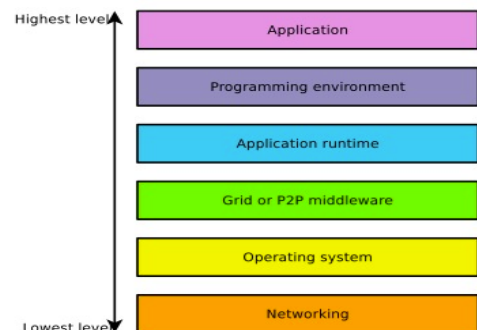 Highest level
Application
Programming environment
Application runtime
Grid or P2P middleware
Operating system
Networking
Lowest level